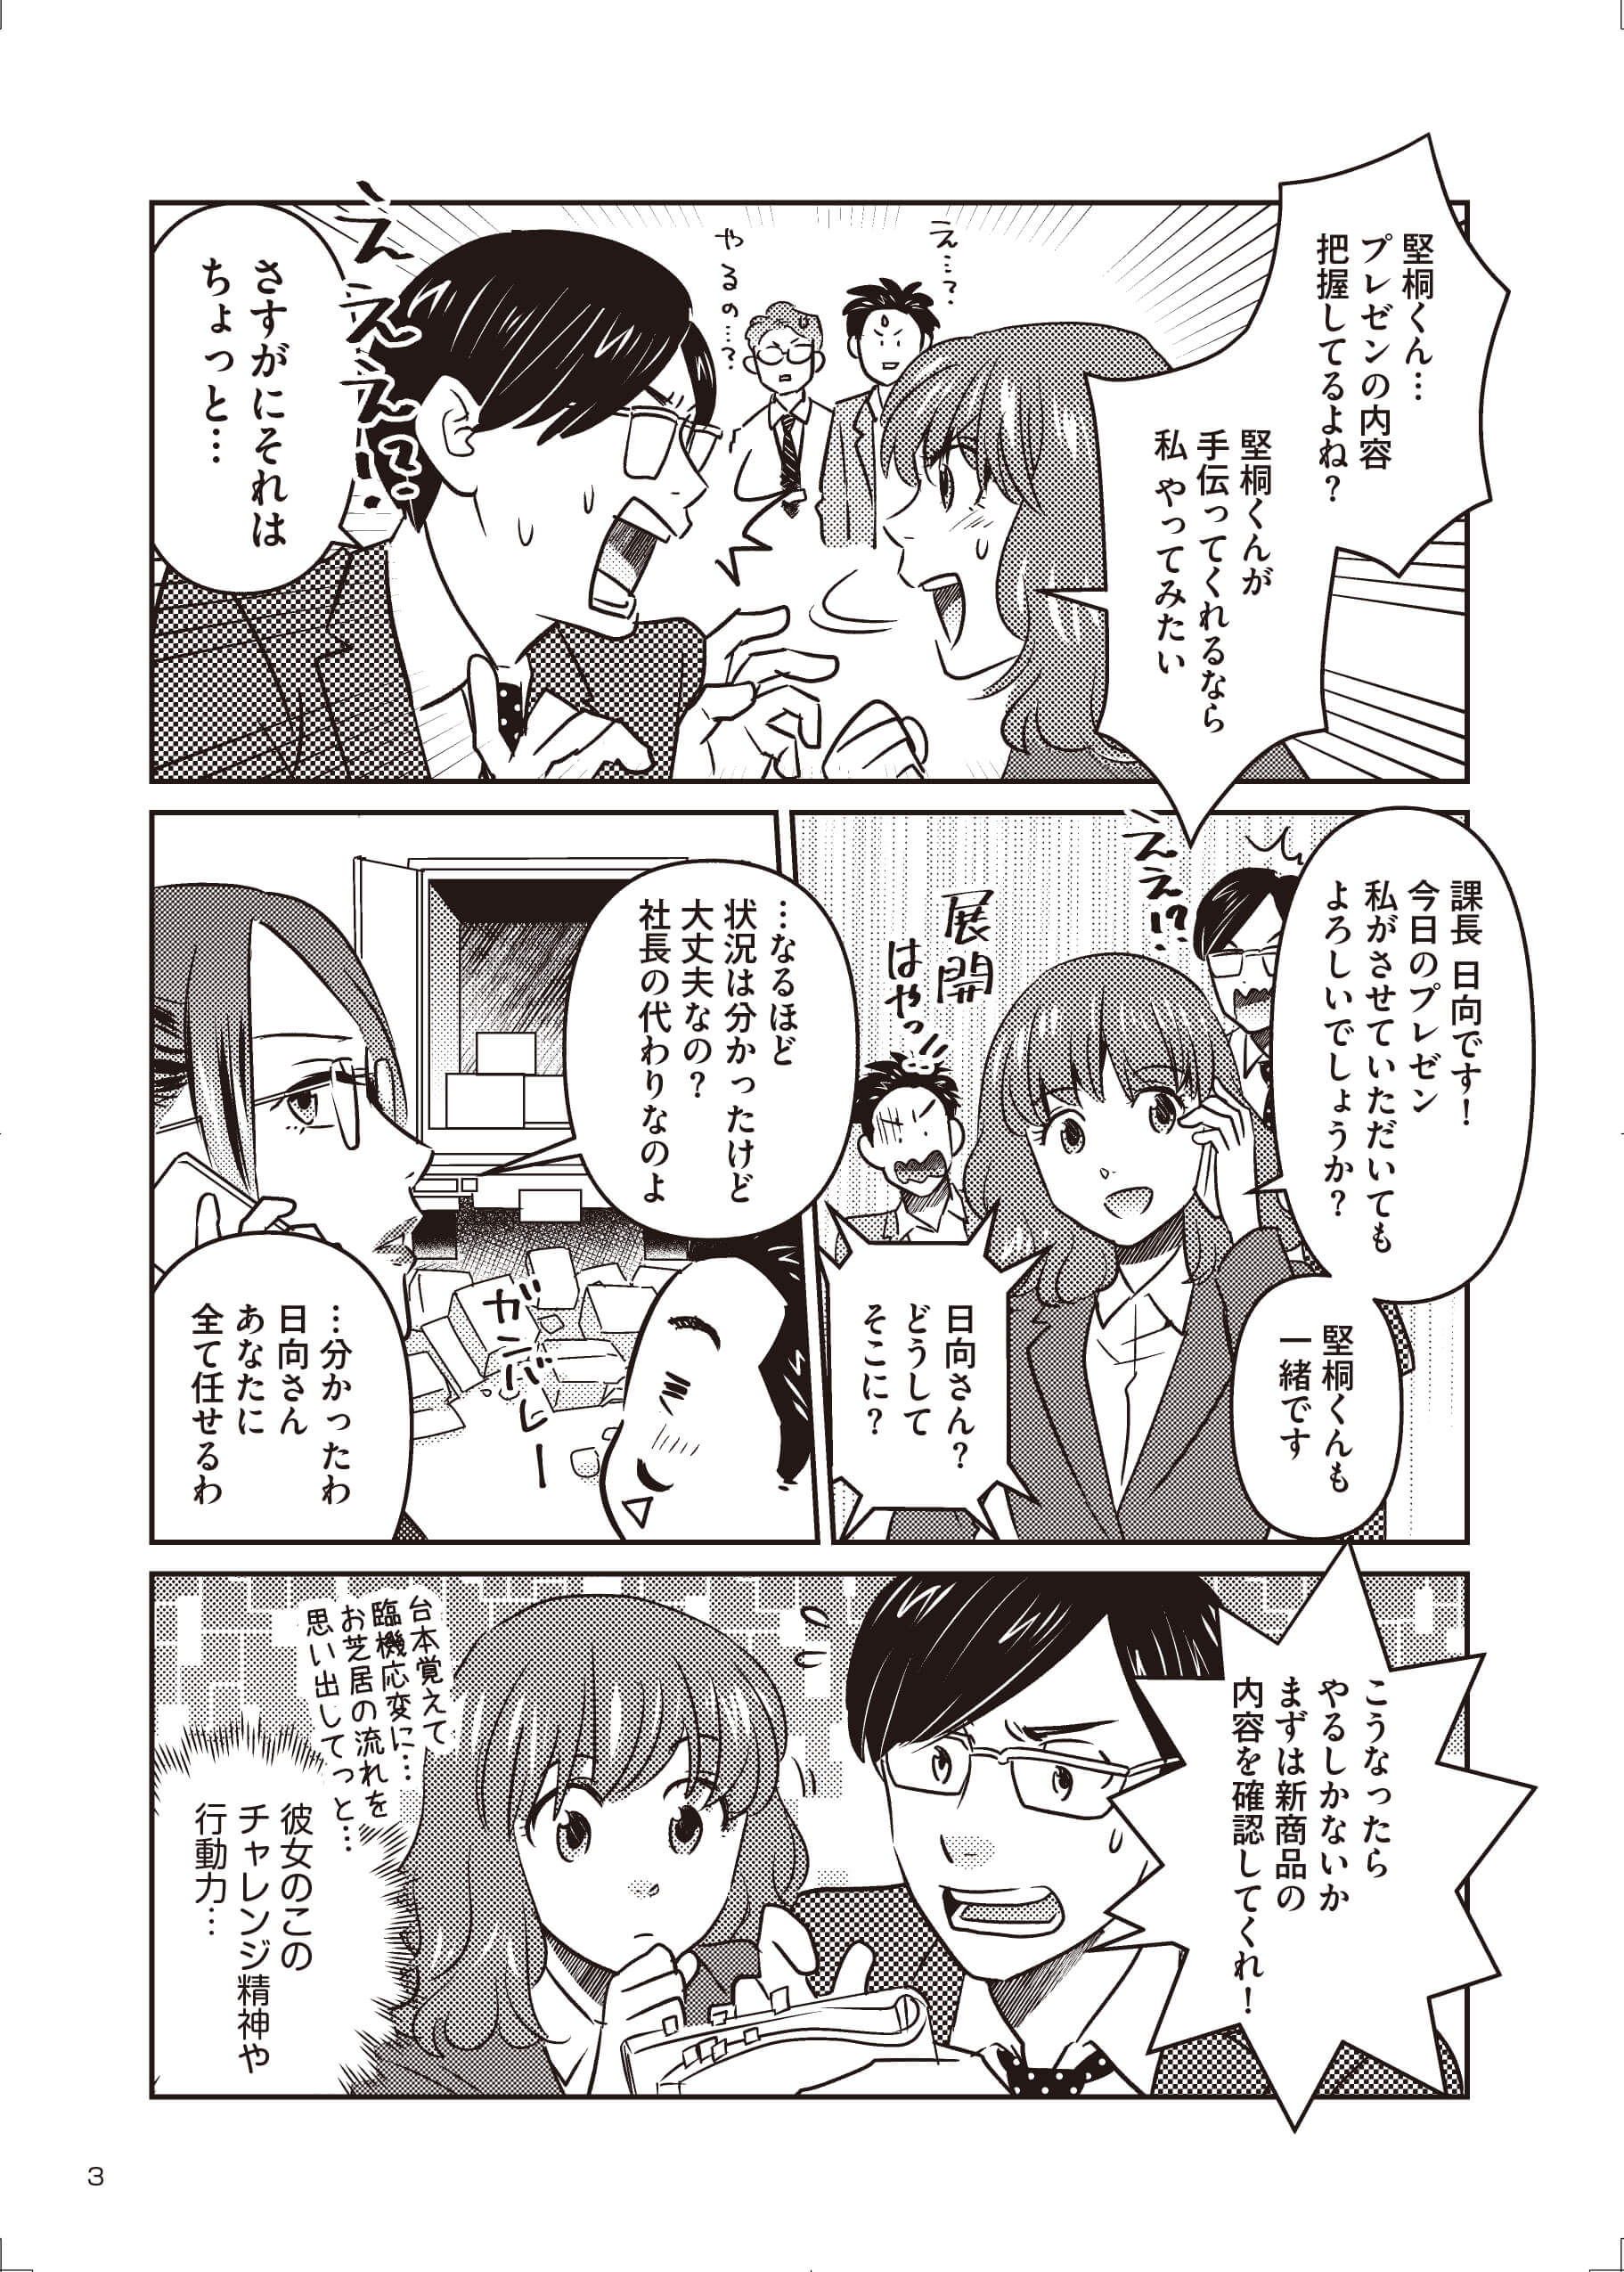 堅桐くん…
プレゼンの内容
把握してるよね？
堅桐くんが
手伝ってくれるなら
私 やってみたい
え…？
やるの…？
えええええっ
さすがにそれは
ちょっと…
課長 日向です！
今日のプレゼン
私がさせていただいても
よろしいでしょうか？
堅桐くんも
一緒です
ええ!?
展開
はやっ!!
日向さん？
どうして
そこに？
…なるほど
状況は分かったけど
大丈夫なの？
社長の代わりなのよ
ガンバレー
…分かったわ
日向さん
あなたに
全て任せるわ
こうなったら
やるしかないか
まずは新商品の
内容を確認してくれ！
台本覚えて
臨機応変に…
お芝居の流れを
思い出してっと…
彼女のこの
チャレンジ精神や
行動力…
3